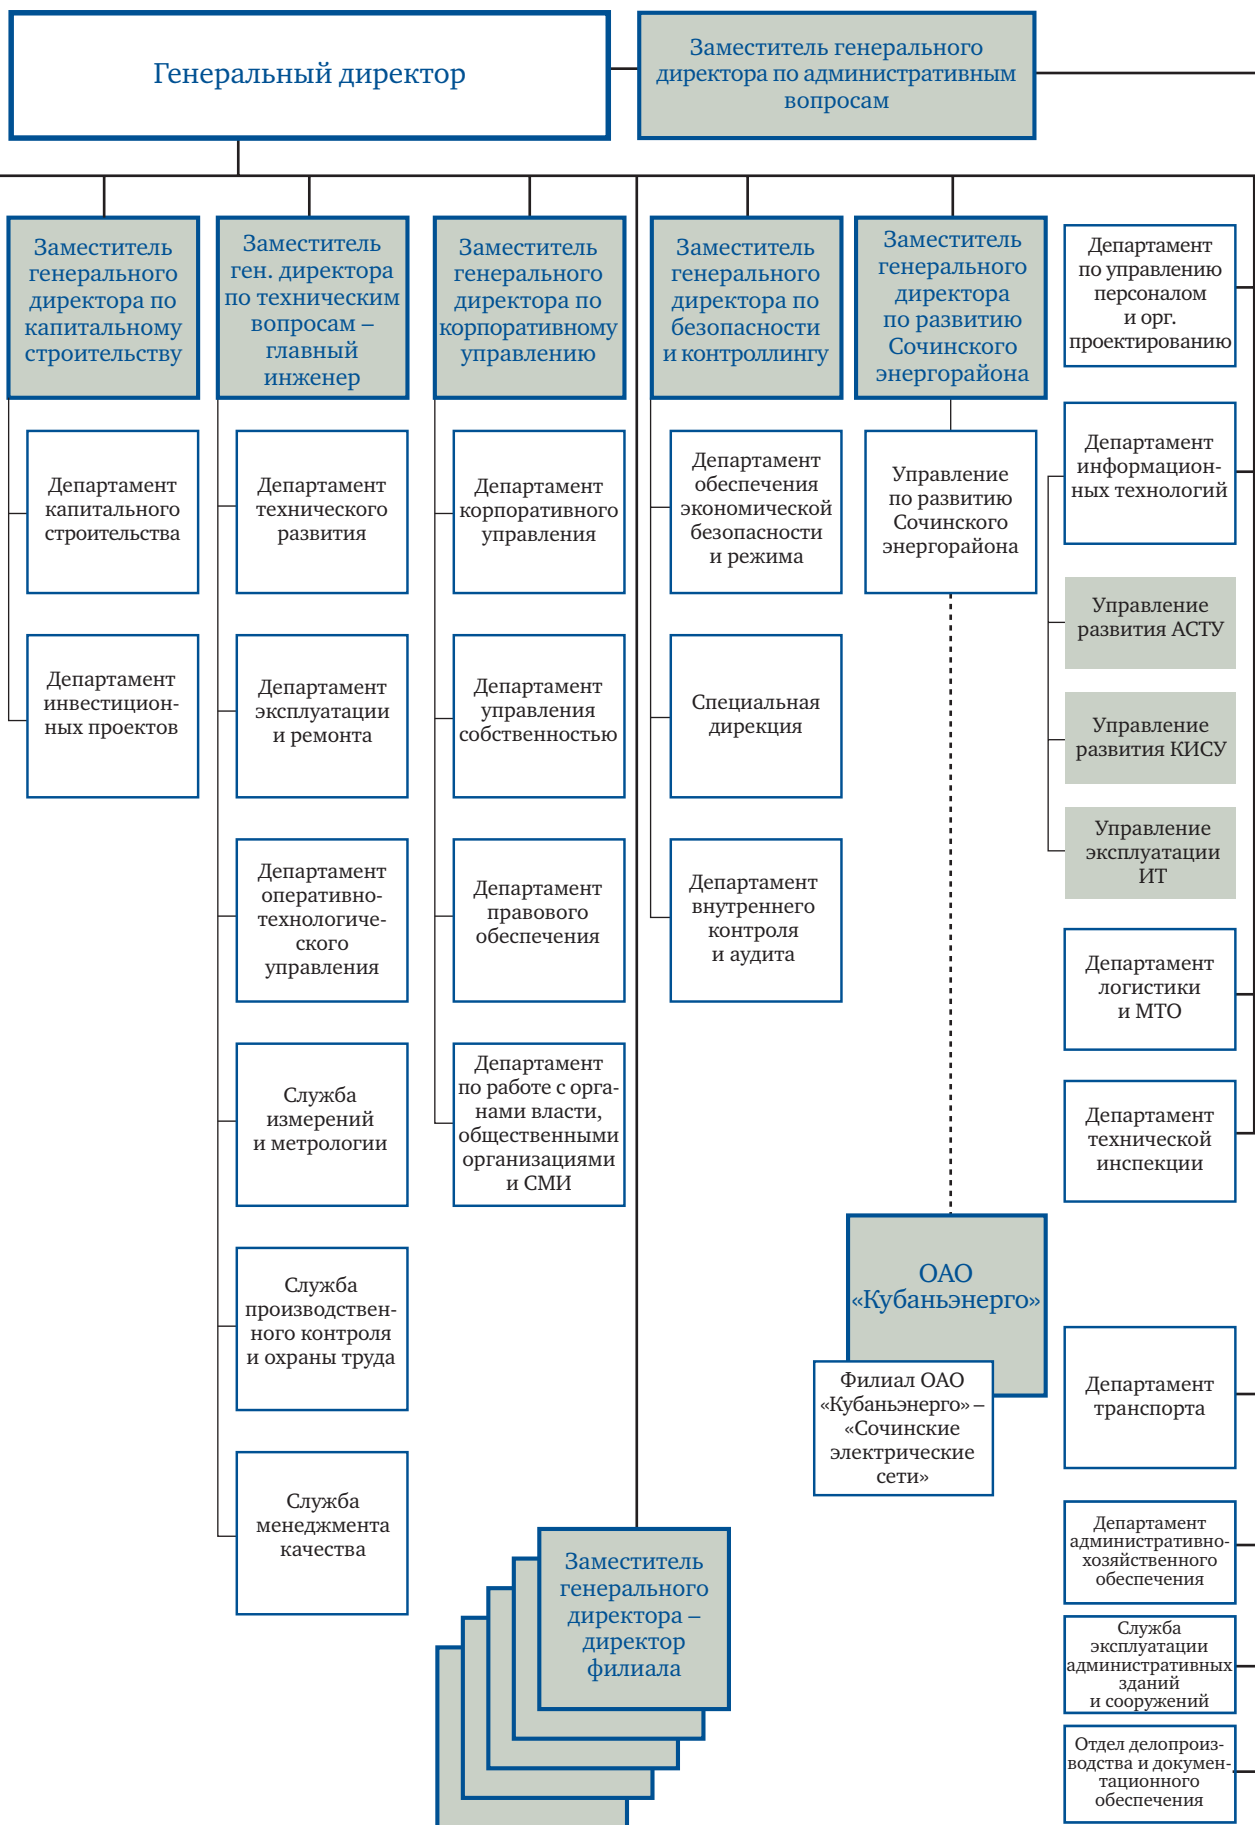 Генеральный директор
Заместитель генерального
директора по административным
вопросам
Заместитель
генерального
директора по
капитальному
строительству
Заместитель
ген. директора
по техническим
вопросам –
главный
инженер
Заместитель
генерального
директора по
корпоративному
управлению
Заместитель
генерального
директора по
безопасности
и контроллингу
Заместитель
генерального
директора
по развитию
Сочинского
энергорайона
Департамент
по управлению
персоналом
и орг.
проектированию
Департамент
капитального
строительства
Департамент
инвестицион-
ных проектов
Департамент
технического
развития
Департамент
эксплуатации
и ремонта
Департамент
оперативно-
технологиче-
ского
управления
Служба
измерений
и метрологии
Служба
производствен-
ного контроля
и охраны труда
Служба
менеджмента
качества
Департамент
корпоративного
управления
Департамент
управления
собственностью
Департамент
правового
обеспечения
Департамент
по работе с орга-
нами власти,
общественными
организациями
и СМИ
Департамент
обеспечения
экономической
безопасности
и режима
Специальная
дирекция
Департамент
внутреннего
контроля
и аудита
Управление
по развитию
Сочинского
энергорайона
ОАО
«Кубаньэнерго»
Филиал ОАО
«Кубаньэнерго» –
«Сочинские
электрические
сети»
Заместитель
генерального
директора –
директор
филиала
Департамент
информацион-
ных технологий
Управление
развития АСТУ
Управление
развития КИСУ
Управление
эксплуатации
ИТ
Департамент
логистики
и МТО
Департамент
технической
инспекции
Департамент
транспорта
Департамент
административно-
хозяйственного
обеспечения
Служба
эксплуатации
административных
зданий
и сооружений
Отдел делопроиз-
водства и докумен-
тационного
обеспечения